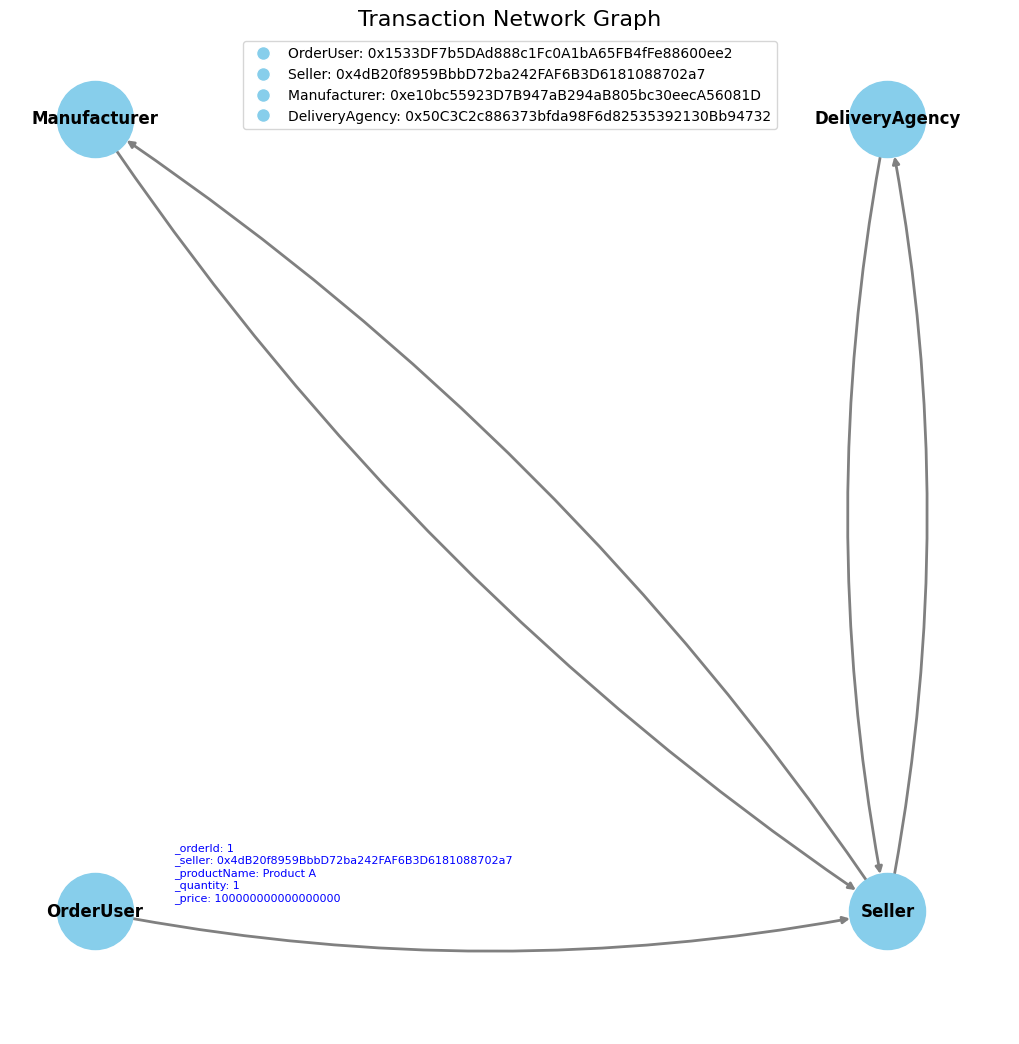 Transaction Network Graph
OrderUser: 0x1533DF7b5DAd888c1Fc0A1bA65FB4fFe88600ee2
Seller: 0x4dB20f8959BbbD72ba242FAF6B3D6181088702a7
Manufacturer: 0xe10bc55923D7B947aB294aB805bc30eecA56081D
DeliveryAgency: 0x50C3C2c886373bfda98F6d82535392130Bb94732
Manufacturer
DeliveryAgency
_orderId: 1
_seller: 0x4dB20f8959BbbD72ba242FAF6B3D6181088702a7
_productName: Product A
_quantity: 1
_price: 100000000000000000
OrderUser
Seller